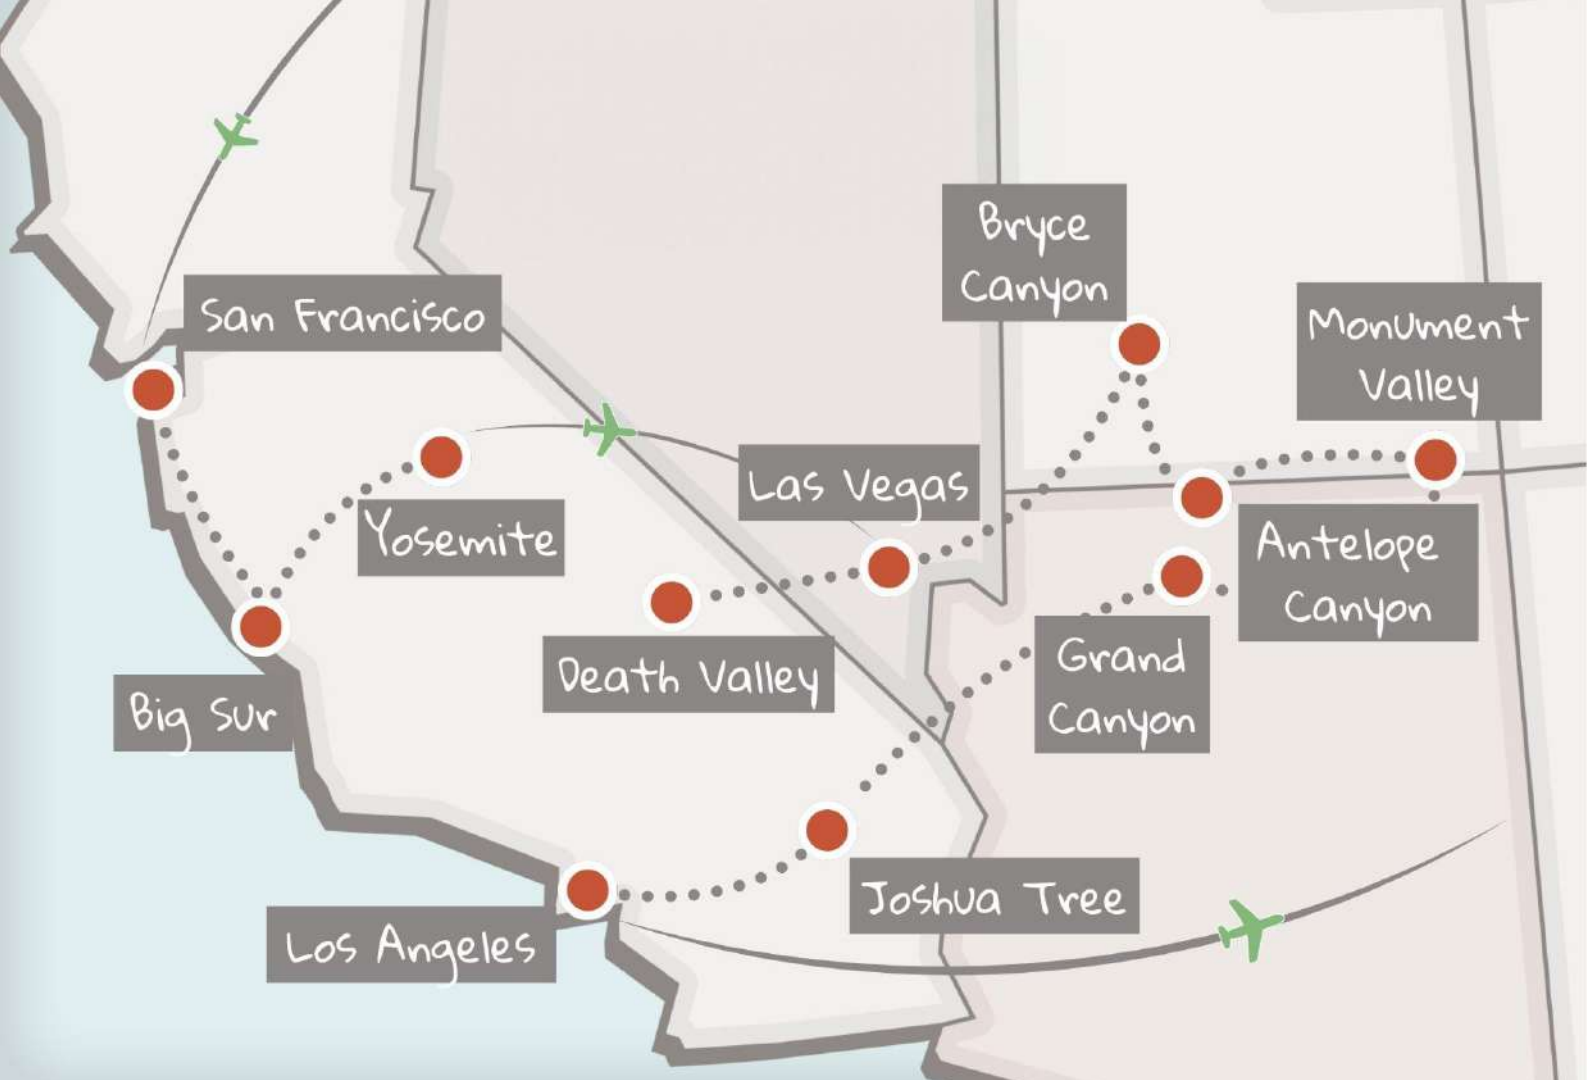 Bryce
Canyon
San Francisco
Monument
Valley
Las Vegas
Yosemite
Antelope
Canyon
Death Valley
Grand
Canyon
Big Sur
Joshua Tree
Los Angeles